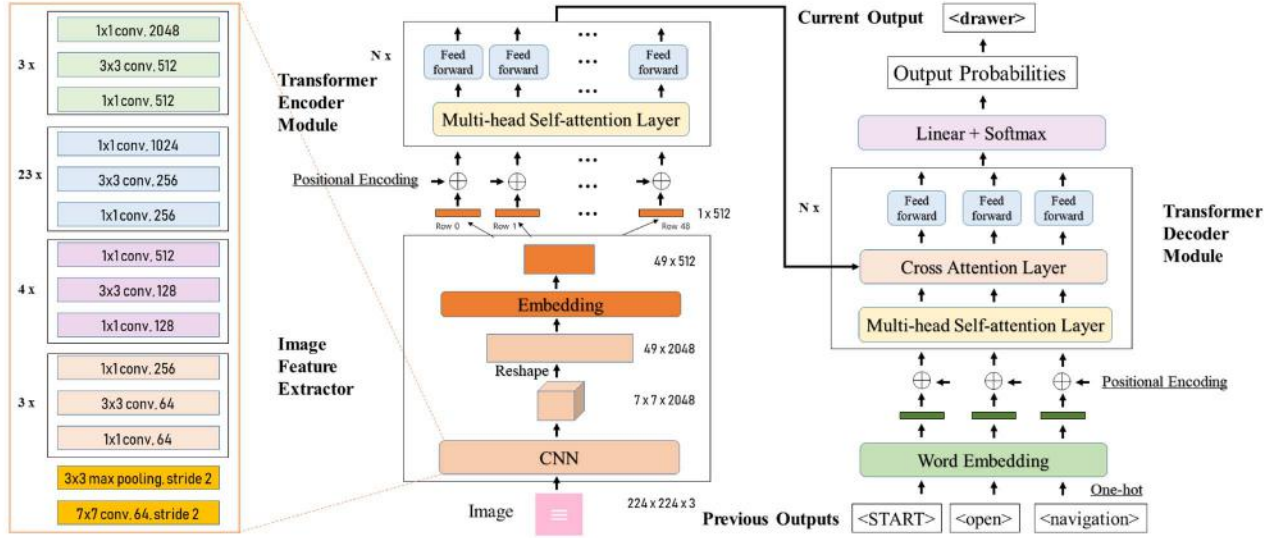 1x1 conv, 2048
3 x
3x3 conv, 512
1x1 conv, 512
1x1 conv, 1024
23 x
3x3 conv, 256
1x1 conv, 256
1x1 conv, 512
4 x
3x3 conv, 128
1x1 conv, 128
1x1 conv, 256
3 x
3x3 conv, 64
1x1 conv, 64
3x3 max pooling, stride 2
7x7 conv, 64, stride 2
Transformer
Encoder
Module
N x
Feed
forward
Feed
forward
Feed
forward
Multi-head Self-attention Layer
Positional Encoding
1 x 512
Row 0
Row 1
Row 48
Image
Feature
Extractor
49 x 512
Embedding
49 x 2048
Reshape
7 x 7 x 2048
CNN
Image
224 x 224 x 3
Current Output
<drawer>
Output Probabilities
Linear + Softmax
N x
Feed
forward
Feed
forward
Feed
forward
Cross Attention Layer
Multi-head Self-attention Layer
Transformer
Decoder
Module
Positional Encoding
Word Embedding
One-hot
Previous Outputs
<START>
<open>
<navigation>